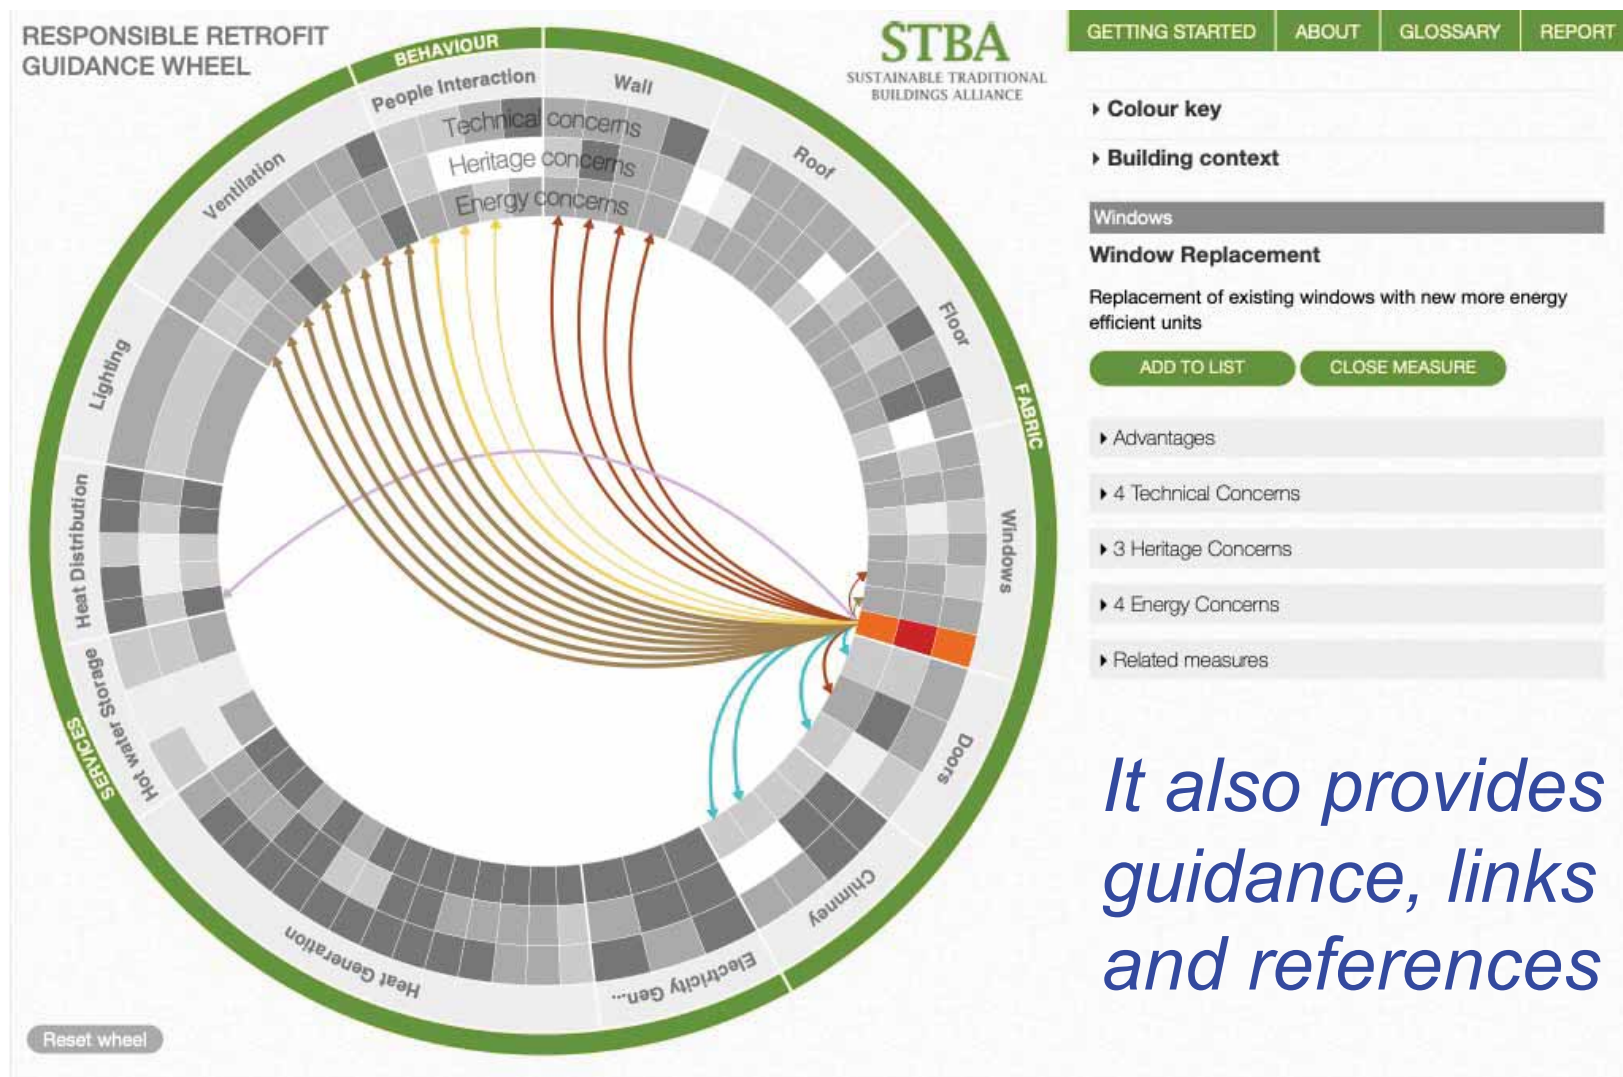 RESPONSIBLE RETROFIT
GUIDANCE WHEEL
STBA
SUSTAINABLE TRADITIONAL
BUILDINGS ALLIANCE
GETTING STARTED
ABOUT
GLOSSARY
REPORT
BEHAVIOUR
People Interaction
Wall
Technical concerns
Heritage concerns
Energy concerns
Roof
Floor
FABRIC
Windows
Doors
Chimney
Electricity Gen...
Heat Generation
Hot water Storage
SERVICES
Heat Distribution
Lighting
Ventilation
Reset wheel
Colour key
Building context
Windows
Window Replacement
Replacement of existing windows with new more energy
efficient units
ADD TO LIST
CLOSE MEASURE
Advantages
4 Technical Concerns
3 Heritage Concerns
4 Energy Concerns
Related measures
It also provides
guidance, links
and references